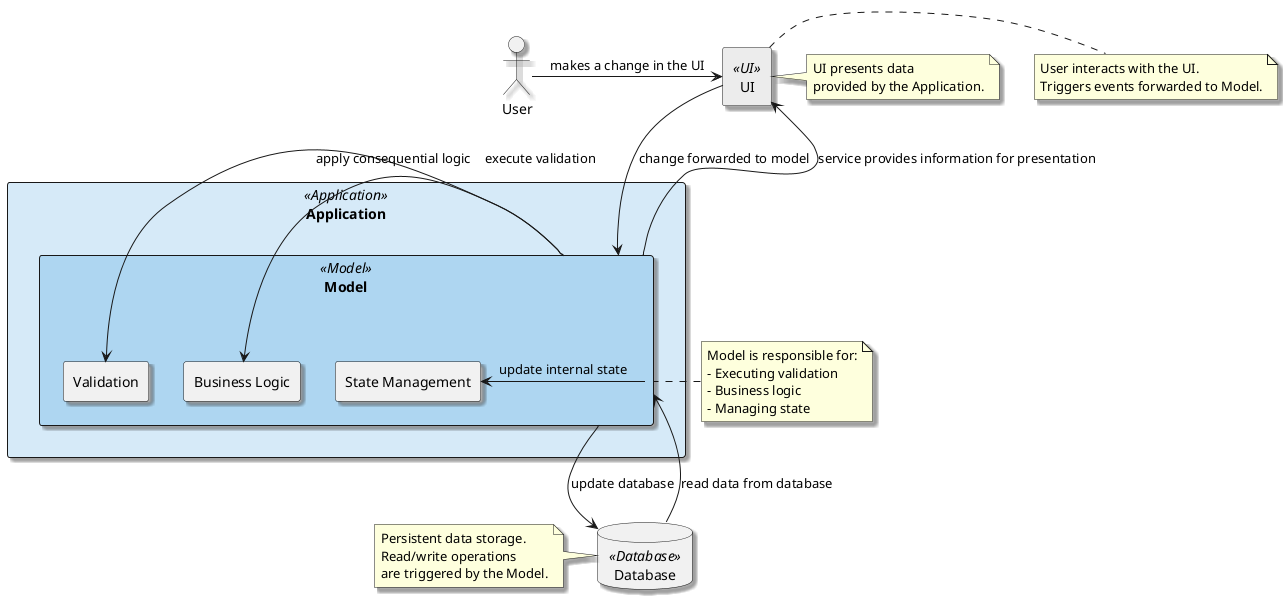 makes a change in the UI
User
«UI»
UI
UI presents data
provided by the Application.
User interacts with the UI.
Triggers events forwarded to Model.
apply consequential logic
execute validation
change forwarded to model
service provides information for presentation
«Application»
Application
«Model»
Model
Validation
Business Logic
State Management
update internal state
Model is responsible for:
- Executing validation
- Business logic
- Managing state
update database
read data from database
Persistent data storage.
Read/write operations
are triggered by the Model.
«Database»
Database